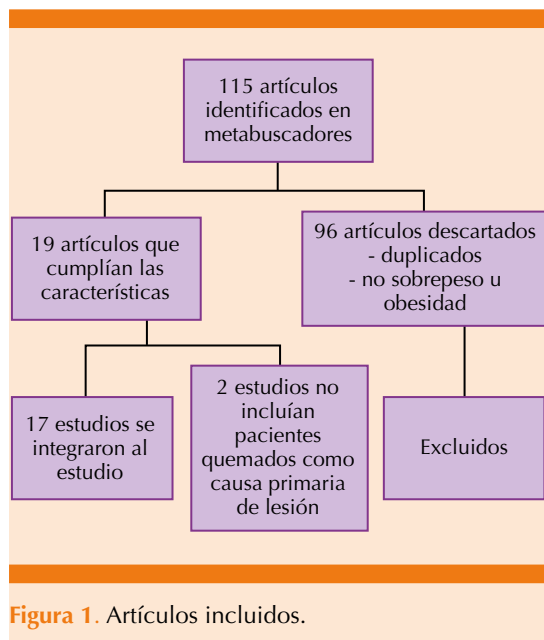 115 artículos
identificados en
metabuscadores
19 artículos que
cumplían las
características
96 artículos descartados
- duplicados
- no sobrepeso u
obesidad
17 estudios se
integraron al
estudio
2 estudios no
incluían
pacientes
quemados como
causa primaria
de lesión
Excluidos
Figura 1. Artículos incluidos.